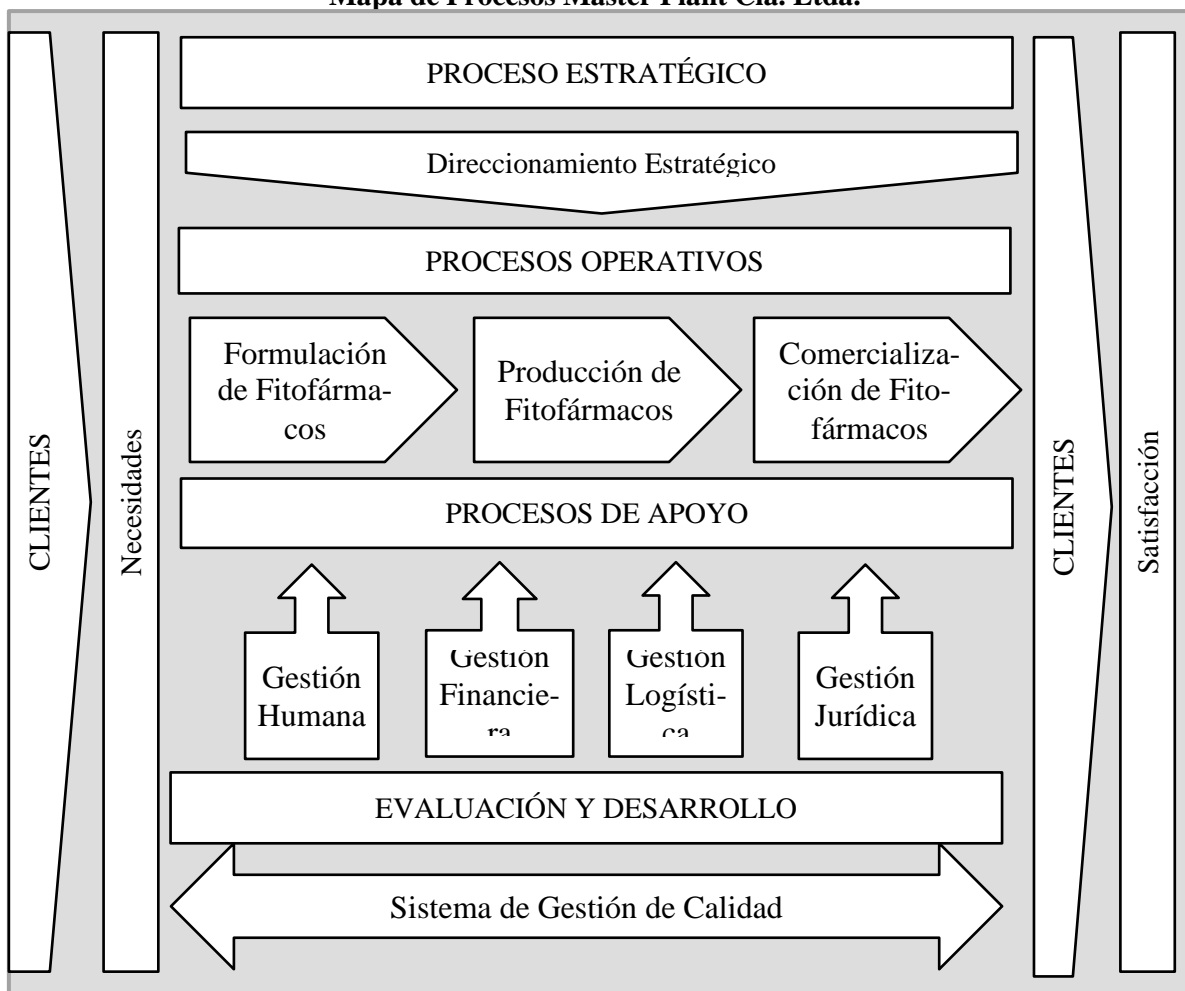 Mapa de Procesos Master Plant Cía. Ltda.
PROCESO ESTRATÉGICO
Direccionamiento Estratégico
PROCESOS OPERATIVOS
Formulación
de Fitofárma-
cos
Producción de
Fitofármacos
Comercializa-
ción de Fito-
fármacos
PROCESOS DE APOYO
Gestión
Humana
Gestión
Financie-
ra
Gestión
Logísti-
ca
Gestión
Jurídica
EVALUACIÓN Y DESARROLLO
Sistema de Gestión de Calidad
CLIENTES
Necesidades
CLIENTES
Satisfacción